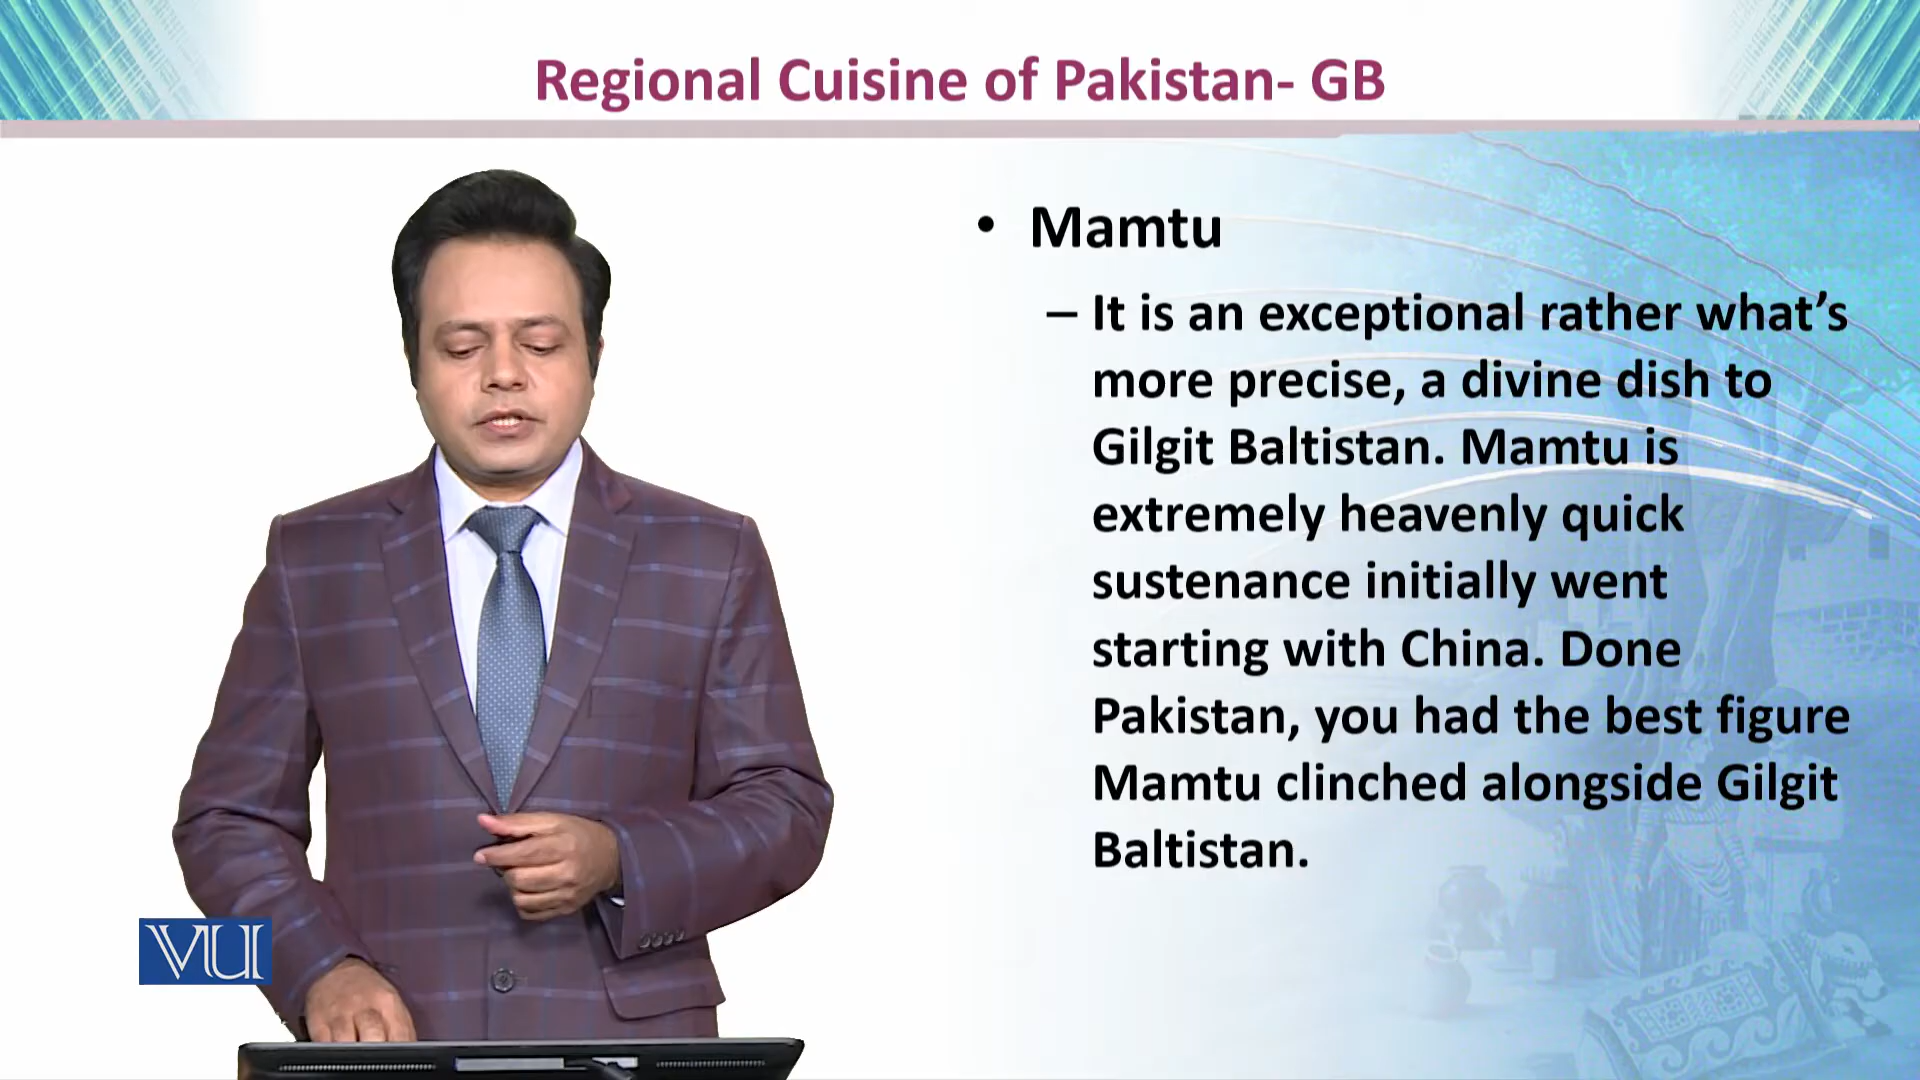 Regional Cuisine of Pakistan- GB
• Mamtu
– It is an exceptional rather what’s
more precise, a divine dish to
Gilgit Baltistan. Mamtu is
extremely heavenly quick
sustenance initially went
starting with China. Done
Pakistan, you had the best figure
Mamtu clinched alongside Gilgit
Baltistan.
VU